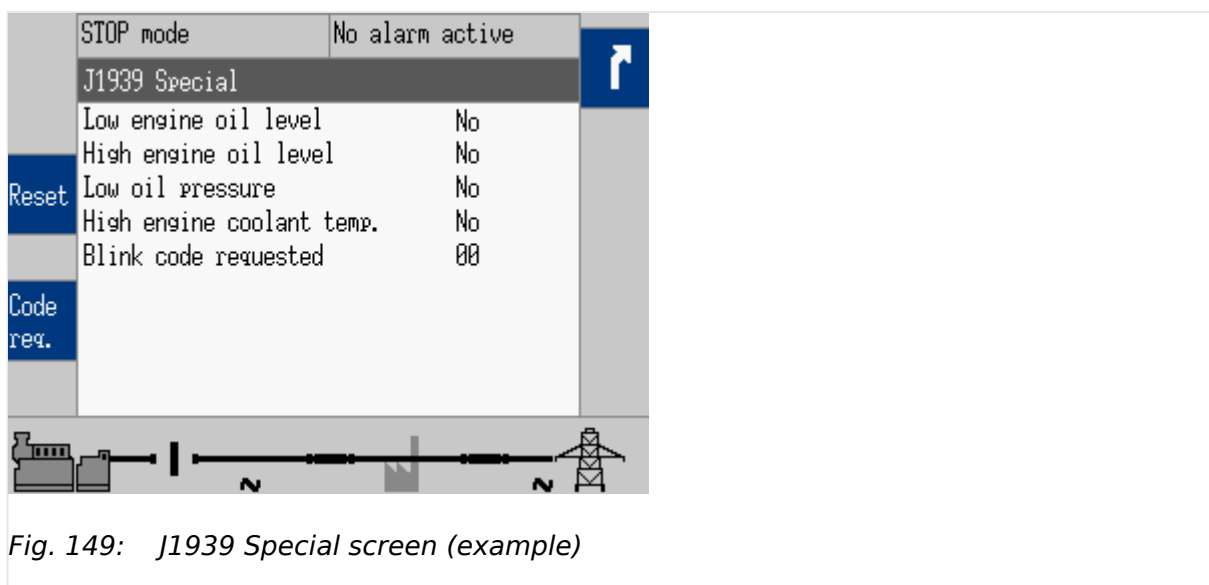 STOP mode No alarm active
J1939 Special
Low engine oil level No
High engine oil level No
Reset
Low oil pressure No
High engine coolant temp. No
Blink code requested 00
Code
req.
Fig. 149: J1939 Special screen (example)